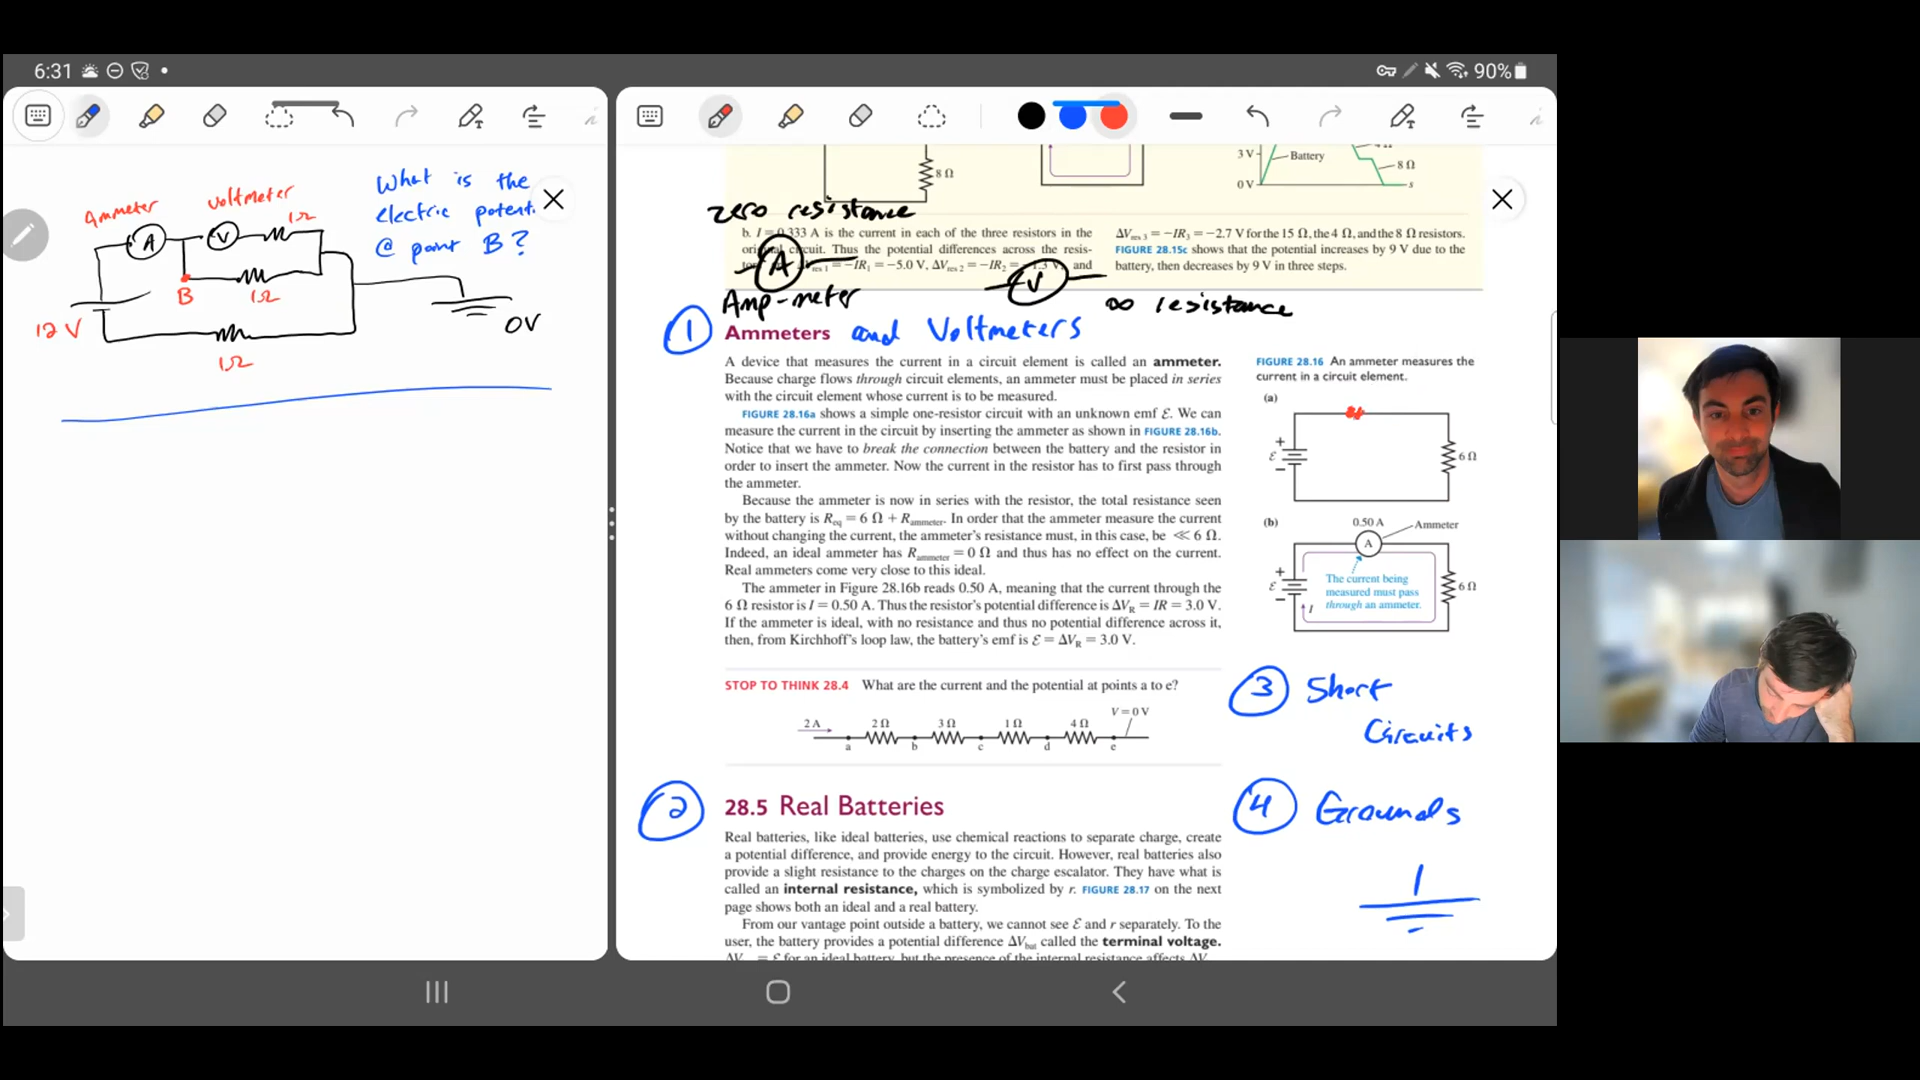 6:31
90%
What is the
electric potent
@ point B?
Ammeter
Voltmeter
1Ω
A
V
B
1Ω
12 V
0V
1Ω
8 Ω
3 V
Battery
8 Ω
0 V
s
zero resistance
b. I = 0.333 A is the current in each of the three resistors in the
circuit. Thus the potential differences across the resis-
= −IR₁ = −5.0 V, ΔVres 2 = −IR₂ = and
ΔVres 3 = −IR₃ = −2.7 V for the 15 Ω, the 4 Ω, and the 8 Ω resistors.
FIGURE 28.15c shows that the potential increases by 9 V due to the
battery, then decreases by 9 V in three steps.
A
V
Amp-meter
∞ resistance
1 Ammeters and Voltmeters
A device that measures the current in a circuit element is called an ammeter.
Because charge flows through circuit elements, an ammeter must be placed in series
with the circuit element whose current is to be measured.
FIGURE 28.16a shows a simple one-resistor circuit with an unknown emf ℰ. We can
measure the current in the circuit by inserting the ammeter as shown in FIGURE 28.16b.
Notice that we have to break the connection between the battery and the resistor in
order to insert the ammeter. Now the current in the resistor has to first pass through
the ammeter.
Because the ammeter is now in series with the resistor, the total resistance seen
by the battery is Req = 6 Ω + Rammeter. In order that the ammeter measure the current
without changing the current, the ammeter's resistance must, in this case, be ≪ 6 Ω.
Indeed, an ideal ammeter has Rammeter = 0 Ω and thus has no effect on the current.
Real ammeters come very close to this ideal.
The ammeter in Figure 28.16b reads 0.50 A, meaning that the current through the
6 Ω resistor is I = 0.50 A. Thus the resistor's potential difference is ΔVR = IR = 3.0 V.
If the ammeter is ideal, with no resistance and thus no potential difference across it,
then, from Kirchhoff's loop law, the battery's emf is ℰ = ΔVR = 3.0 V.
FIGURE 28.16 An ammeter measures the
current in a circuit element.
(a)
+
ℰ
−
6 Ω
(b)
0.50 A
Ammeter
A
+
ℰ
−
I
The current being
measured must pass
through an ammeter.
6 Ω
STOP TO THINK 28.4 What are the current and the potential at points a to e?
V = 0 V
2 A
2 Ω
3 Ω
1 Ω
4 Ω
a
b
c
d
e
3 Short
Circuits
2 28.5 Real Batteries
4 Grounds
Real batteries, like ideal batteries, use chemical reactions to separate charge, create
a potential difference, and provide energy to the circuit. However, real batteries also
provide a slight resistance to the charges on the charge escalator. They have what is
called an internal resistance, which is symbolized by r. FIGURE 28.17 on the next
page shows both an ideal and a real battery.
From our vantage point outside a battery, we cannot see ℰ and r separately. To the
user, the battery provides a potential difference ΔVbat called the terminal voltage.
= ℰ for an ideal battery, but the presence of the internal resistance affects ΔV